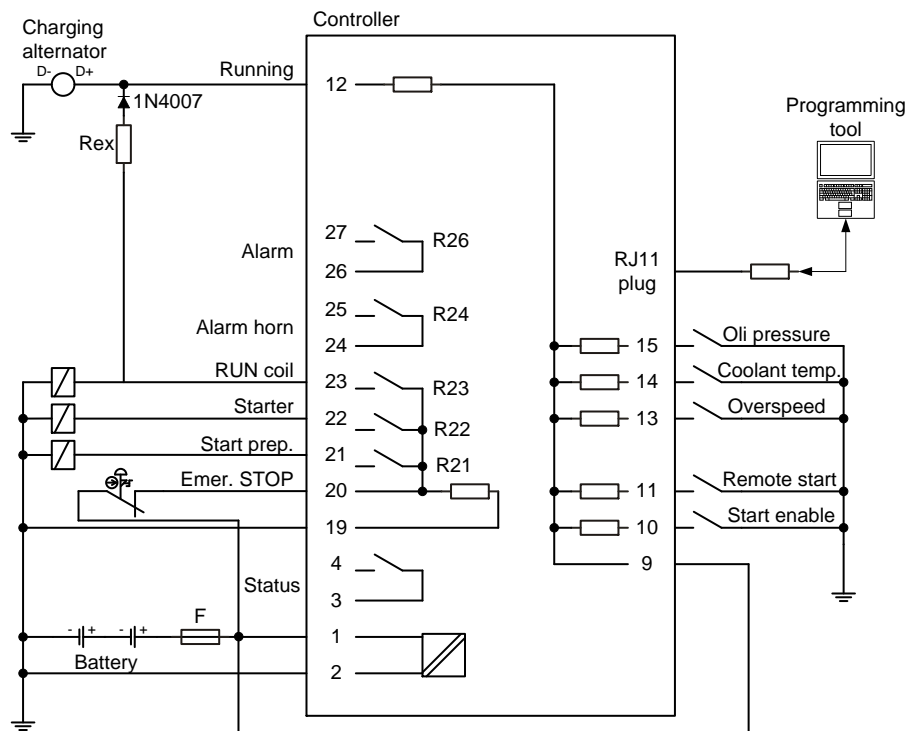 Controller
Charging
alternator
D-
D+
Running
12
1N4007
Rex
Programming
tool
27
R26
Alarm
26
RJ11
plug
25
R24
Alarm horn
24
15
Oli pressure
RUN coil
23
R23
14
Coolant temp.
Starter
22
R22
13
Overspeed
Start prep.
21
R21
Emer. STOP
20
11
Remote start
19
10
Start enable
4
9
Status
3
F
- + - +
1
Battery
2